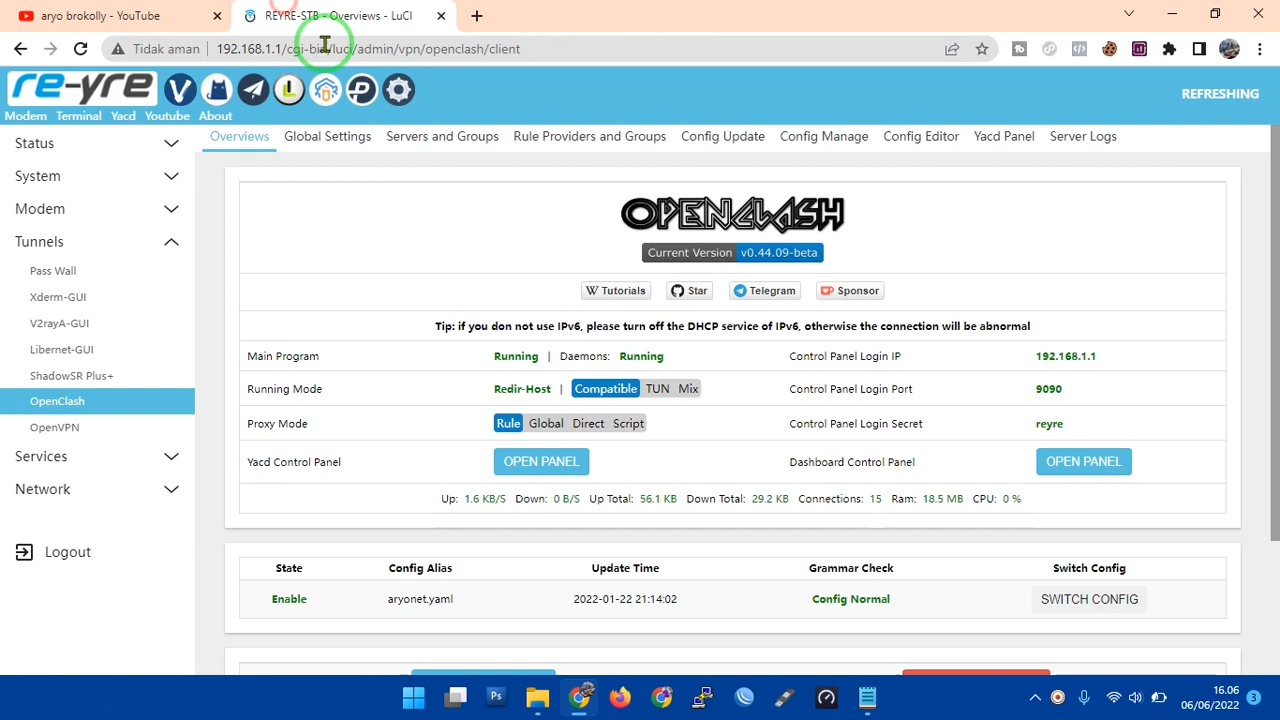 aryo brokolly - YouTube
REYRE-STB - Overviews - LuCI
Tidak aman
192.168.1.1/cgi-bin/luci/admin/vpn/openclash/client
re-yre
REFRESHING
Modem Terminal Yacd Youtube About
Status
System
Modem
Tunnels
Pass Wall
Xderm-GUI
V2rayA-GUI
Libernet-GUI
ShadowSR Plus+
OpenClash
OpenVPN
Services
Network
Logout
Overviews Global Settings Servers and Groups Rule Providers and Groups Config Update Config Manage Config Editor Yacd Panel Server Logs
OPENCLASH
Current Version v0.44.09-beta
Tutorials Star Telegram Sponsor
Tip: if you don not use IPv6, please turn off the DHCP service of IPv6, otherwise the connection will be abnormal
Main Program Running | Daemons: Running Control Panel Login IP 192.168.1.1
Running Mode Redir-Host | Compatible TUN Mix Control Panel Login Port 9090
Proxy Mode Rule Global Direct Script Control Panel Login Secret reyre
Yacd Control Panel OPEN PANEL Dashboard Control Panel OPEN PANEL
Up: 1.6 KB/S Down: 0 B/S Up Total: 56.1 KB Down Total: 29.2 KB Connections: 15 Ram: 18.5 MB CPU: 0 %
State Config Alias Update Time Grammar Check Switch Config
Enable aryonet.yaml 2022-01-22 21:14:02 Config Normal SWITCH CONFIG
Ps
16.06
06/06/2022
3